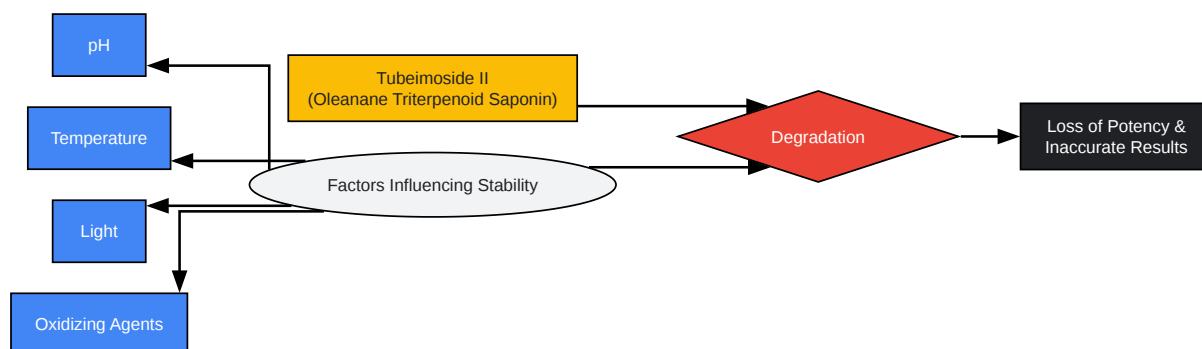 pH
Tubeimoside II
(Oleanane Triterpenoid Saponin)
Temperature
Degradation
Loss of Potency &
Inaccurate Results
Factors Influencing Stability
Light
Oxidizing Agents